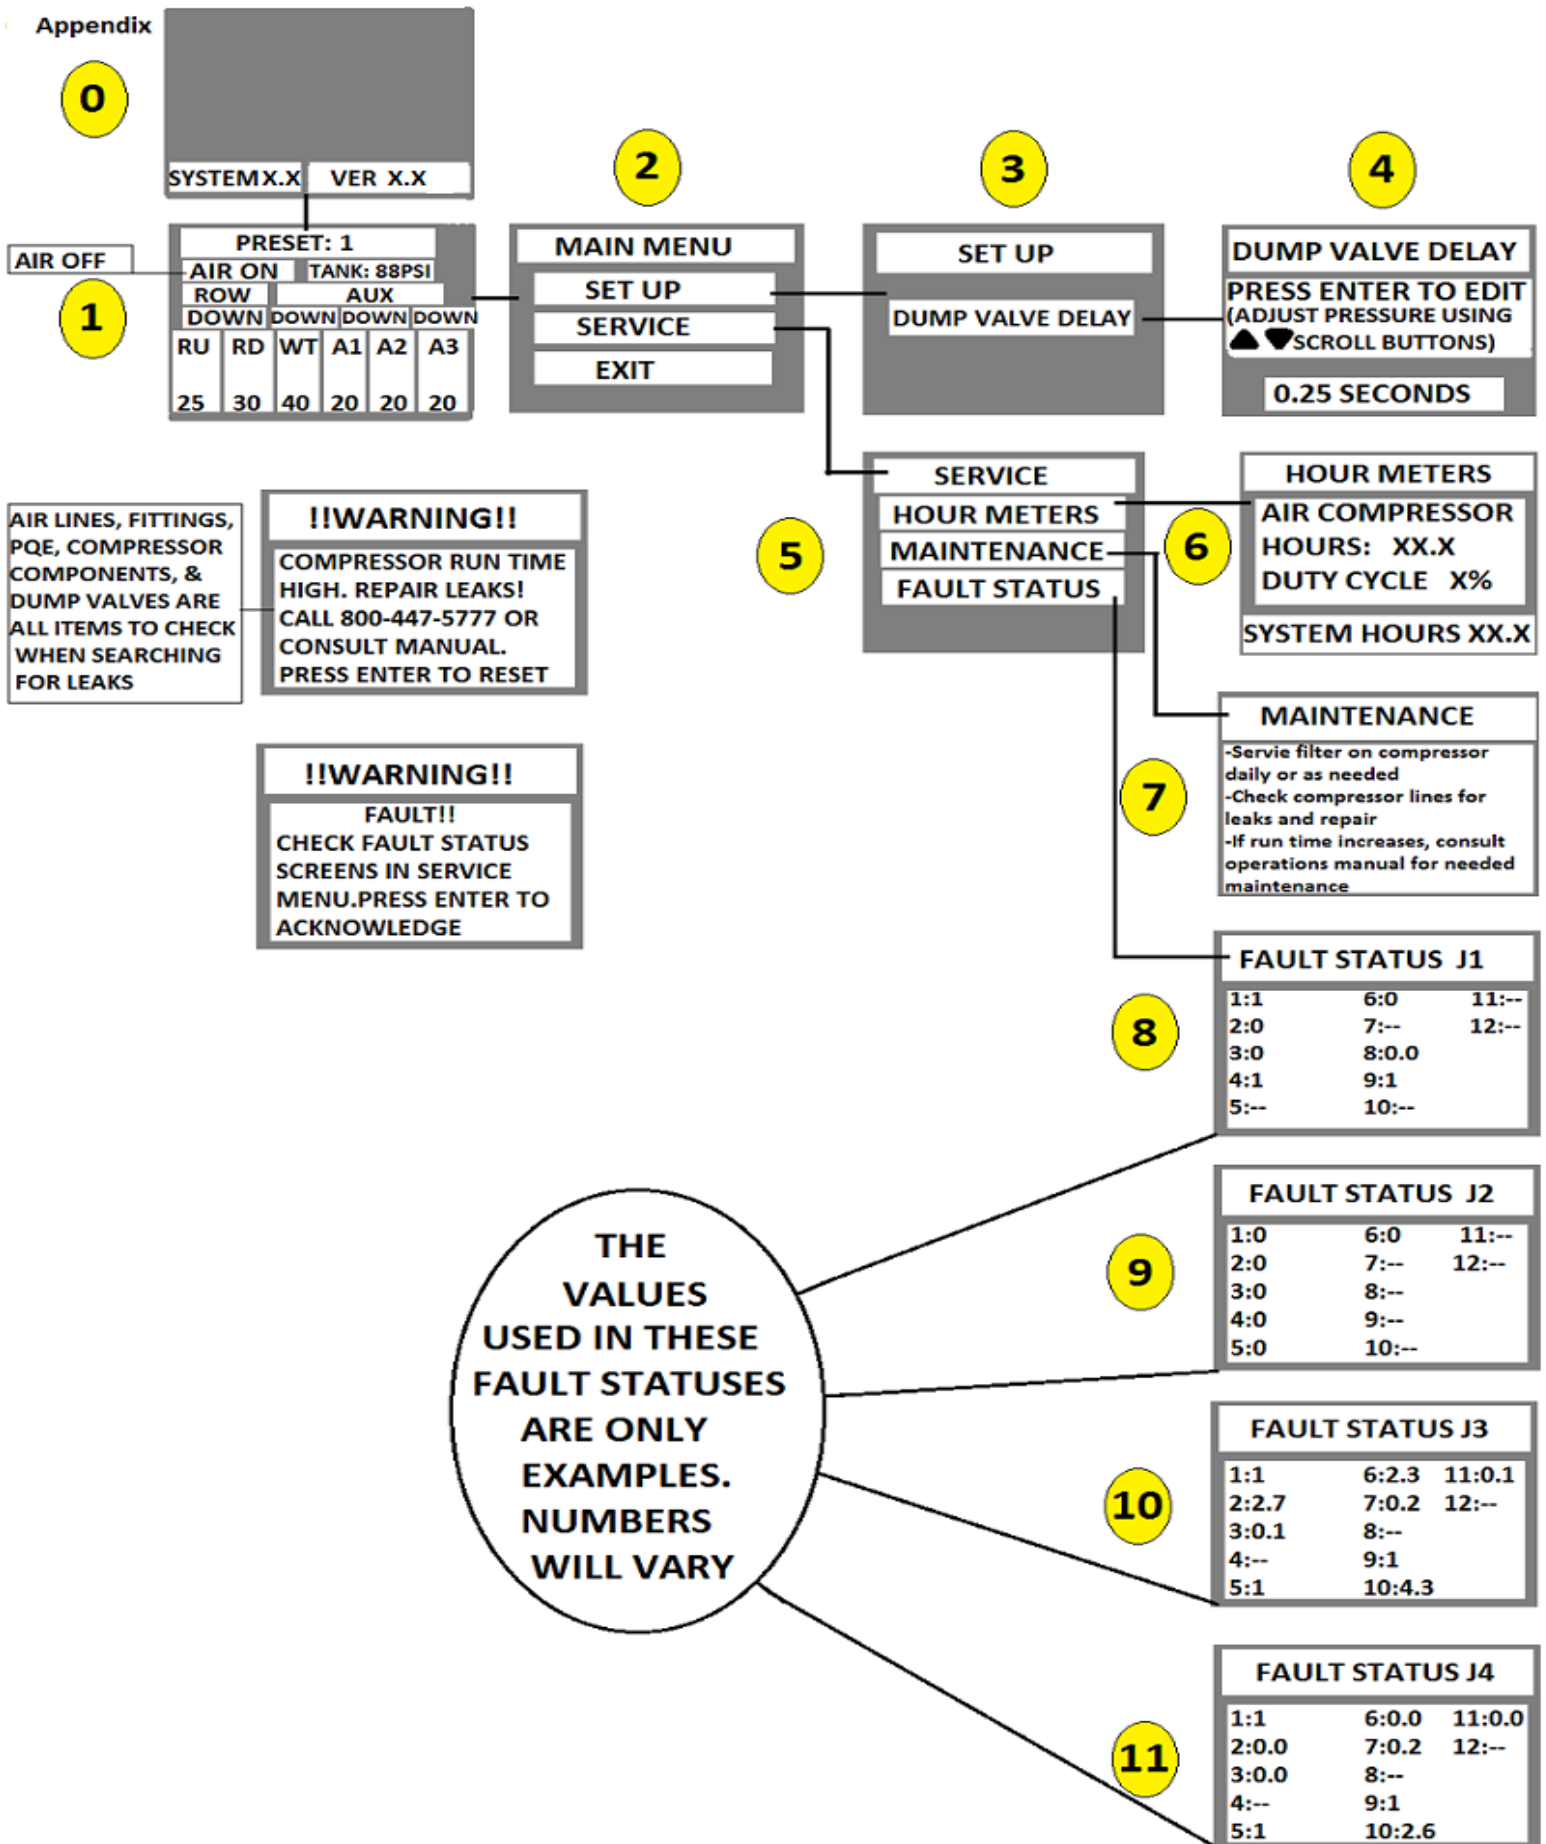 Appendix
0
SYSTEM X.X VER X.X
AIR OFF
1
PRESET: 1
AIR ON TANK: 88PSI
ROW AUX
DOWN DOWN DOWN DOWN
RU RD WT A1 A2 A3
25 30 40 20 20 20
2
MAIN MENU
SET UP
SERVICE
EXIT
3
SET UP
DUMP VALVE DELAY
4
DUMP VALVE DELAY
PRESS ENTER TO EDIT
(ADJUST PRESSURE USING
▲ ▼ SCROLL BUTTONS)
0.25 SECONDS
AIR LINES, FITTINGS,
PQE, COMPRESSOR
COMPONENTS, &
DUMP VALVES ARE
ALL ITEMS TO CHECK
WHEN SEARCHING
FOR LEAKS
!!WARNING!!
COMPRESSOR RUN TIME
HIGH. REPAIR LEAKS!
CALL 800-447-5777 OR
CONSULT MANUAL.
PRESS ENTER TO RESET
5
SERVICE
HOUR METERS
MAINTENANCE
FAULT STATUS
6
HOUR METERS
AIR COMPRESSOR
HOURS: XX.X
DUTY CYCLE X%
SYSTEM HOURS XX.X
!!WARNING!!
FAULT!!
CHECK FAULT STATUS
SCREENS IN SERVICE
MENU.PRESS ENTER TO
ACKNOWLEDGE
7
MAINTENANCE
-Servie filter on compressor
daily or as needed
-Check compressor lines for
leaks and repair
-If run time increases, consult
operations manual for needed
maintenance
8
FAULT STATUS J1
1:1 6:0 11:--
2:0 7:-- 12:--
3:0 8:0.0
4:1 9:1
5:-- 10:--
9
FAULT STATUS J2
1:0 6:0 11:--
2:0 7:-- 12:--
3:0 8:--
4:0 9:--
5:0 10:--
THE
VALUES
USED IN THESE
FAULT STATUSES
ARE ONLY
EXAMPLES.
NUMBERS
WILL VARY
10
FAULT STATUS J3
1:1 6:2.3 11:0.1
2:2.7 7:0.2 12:--
3:0.1 8:--
4:-- 9:1
5:1 10:4.3
11
FAULT STATUS J4
1:1 6:0.0 11:0.0
2:0.0 7:0.2 12:--
3:0.0 8:--
4:-- 9:1
5:1 10:2.6